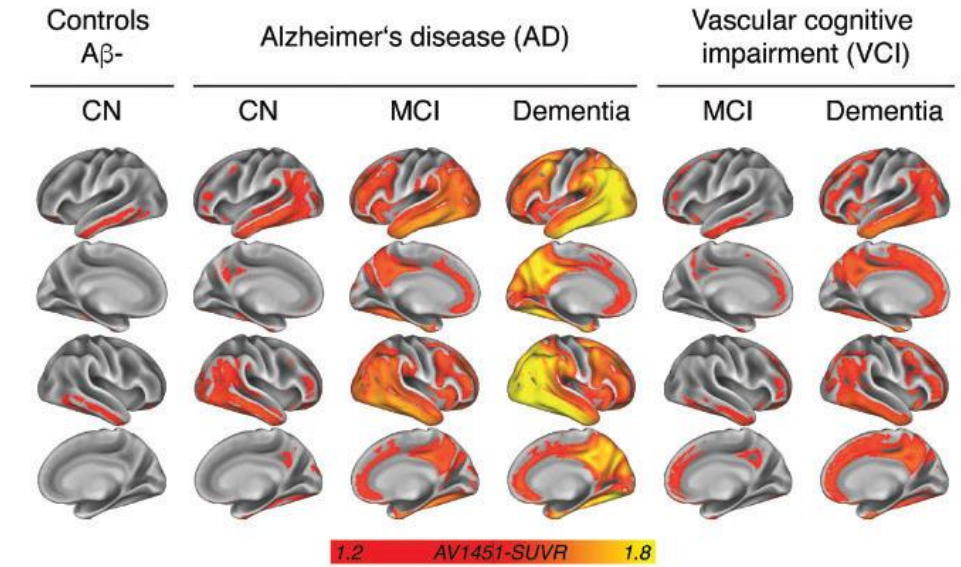 Controls
Aβ-
Alzheimer‘s disease (AD)
Vascular cognitive
impairment (VCI)
CN
CN
MCI
Dementia
MCI
Dementia
1.2 AV1451-SUVR 1.8